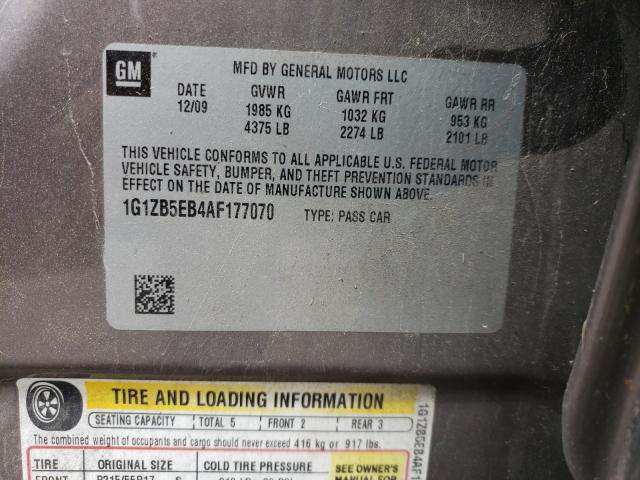 GM
MFD BY GENERAL MOTORS LLC
DATE GVWR GAWR FRT GAWR RR
12/09 1985 KG 1032 KG 953 KG
4375 LB 2274 LB 2101 LB
THIS VEHICLE CONFORMS TO ALL APPLICABLE U.S. FEDERAL MOTOR
VEHICLE SAFETY, BUMPER, AND THEFT PREVENTION STANDARDS IN
EFFECT ON THE DATE OF MANUFACTURE SHOWN ABOVE.
1G1ZB5EB4AF177070 TYPE: PASS CAR
TIRE AND LOADING INFORMATION
SEATING CAPACITY TOTAL 5 FRONT 2 REAR 3
The combined weight of occupants and cargo should never exceed 416 kg or 917 lbs.
TIRE ORIGINAL SIZE COLD TIRE PRESSURE SEE OWNER'S
FRONT P215/55R17 S MANUAL FOR
1G1ZB5EB4AF1